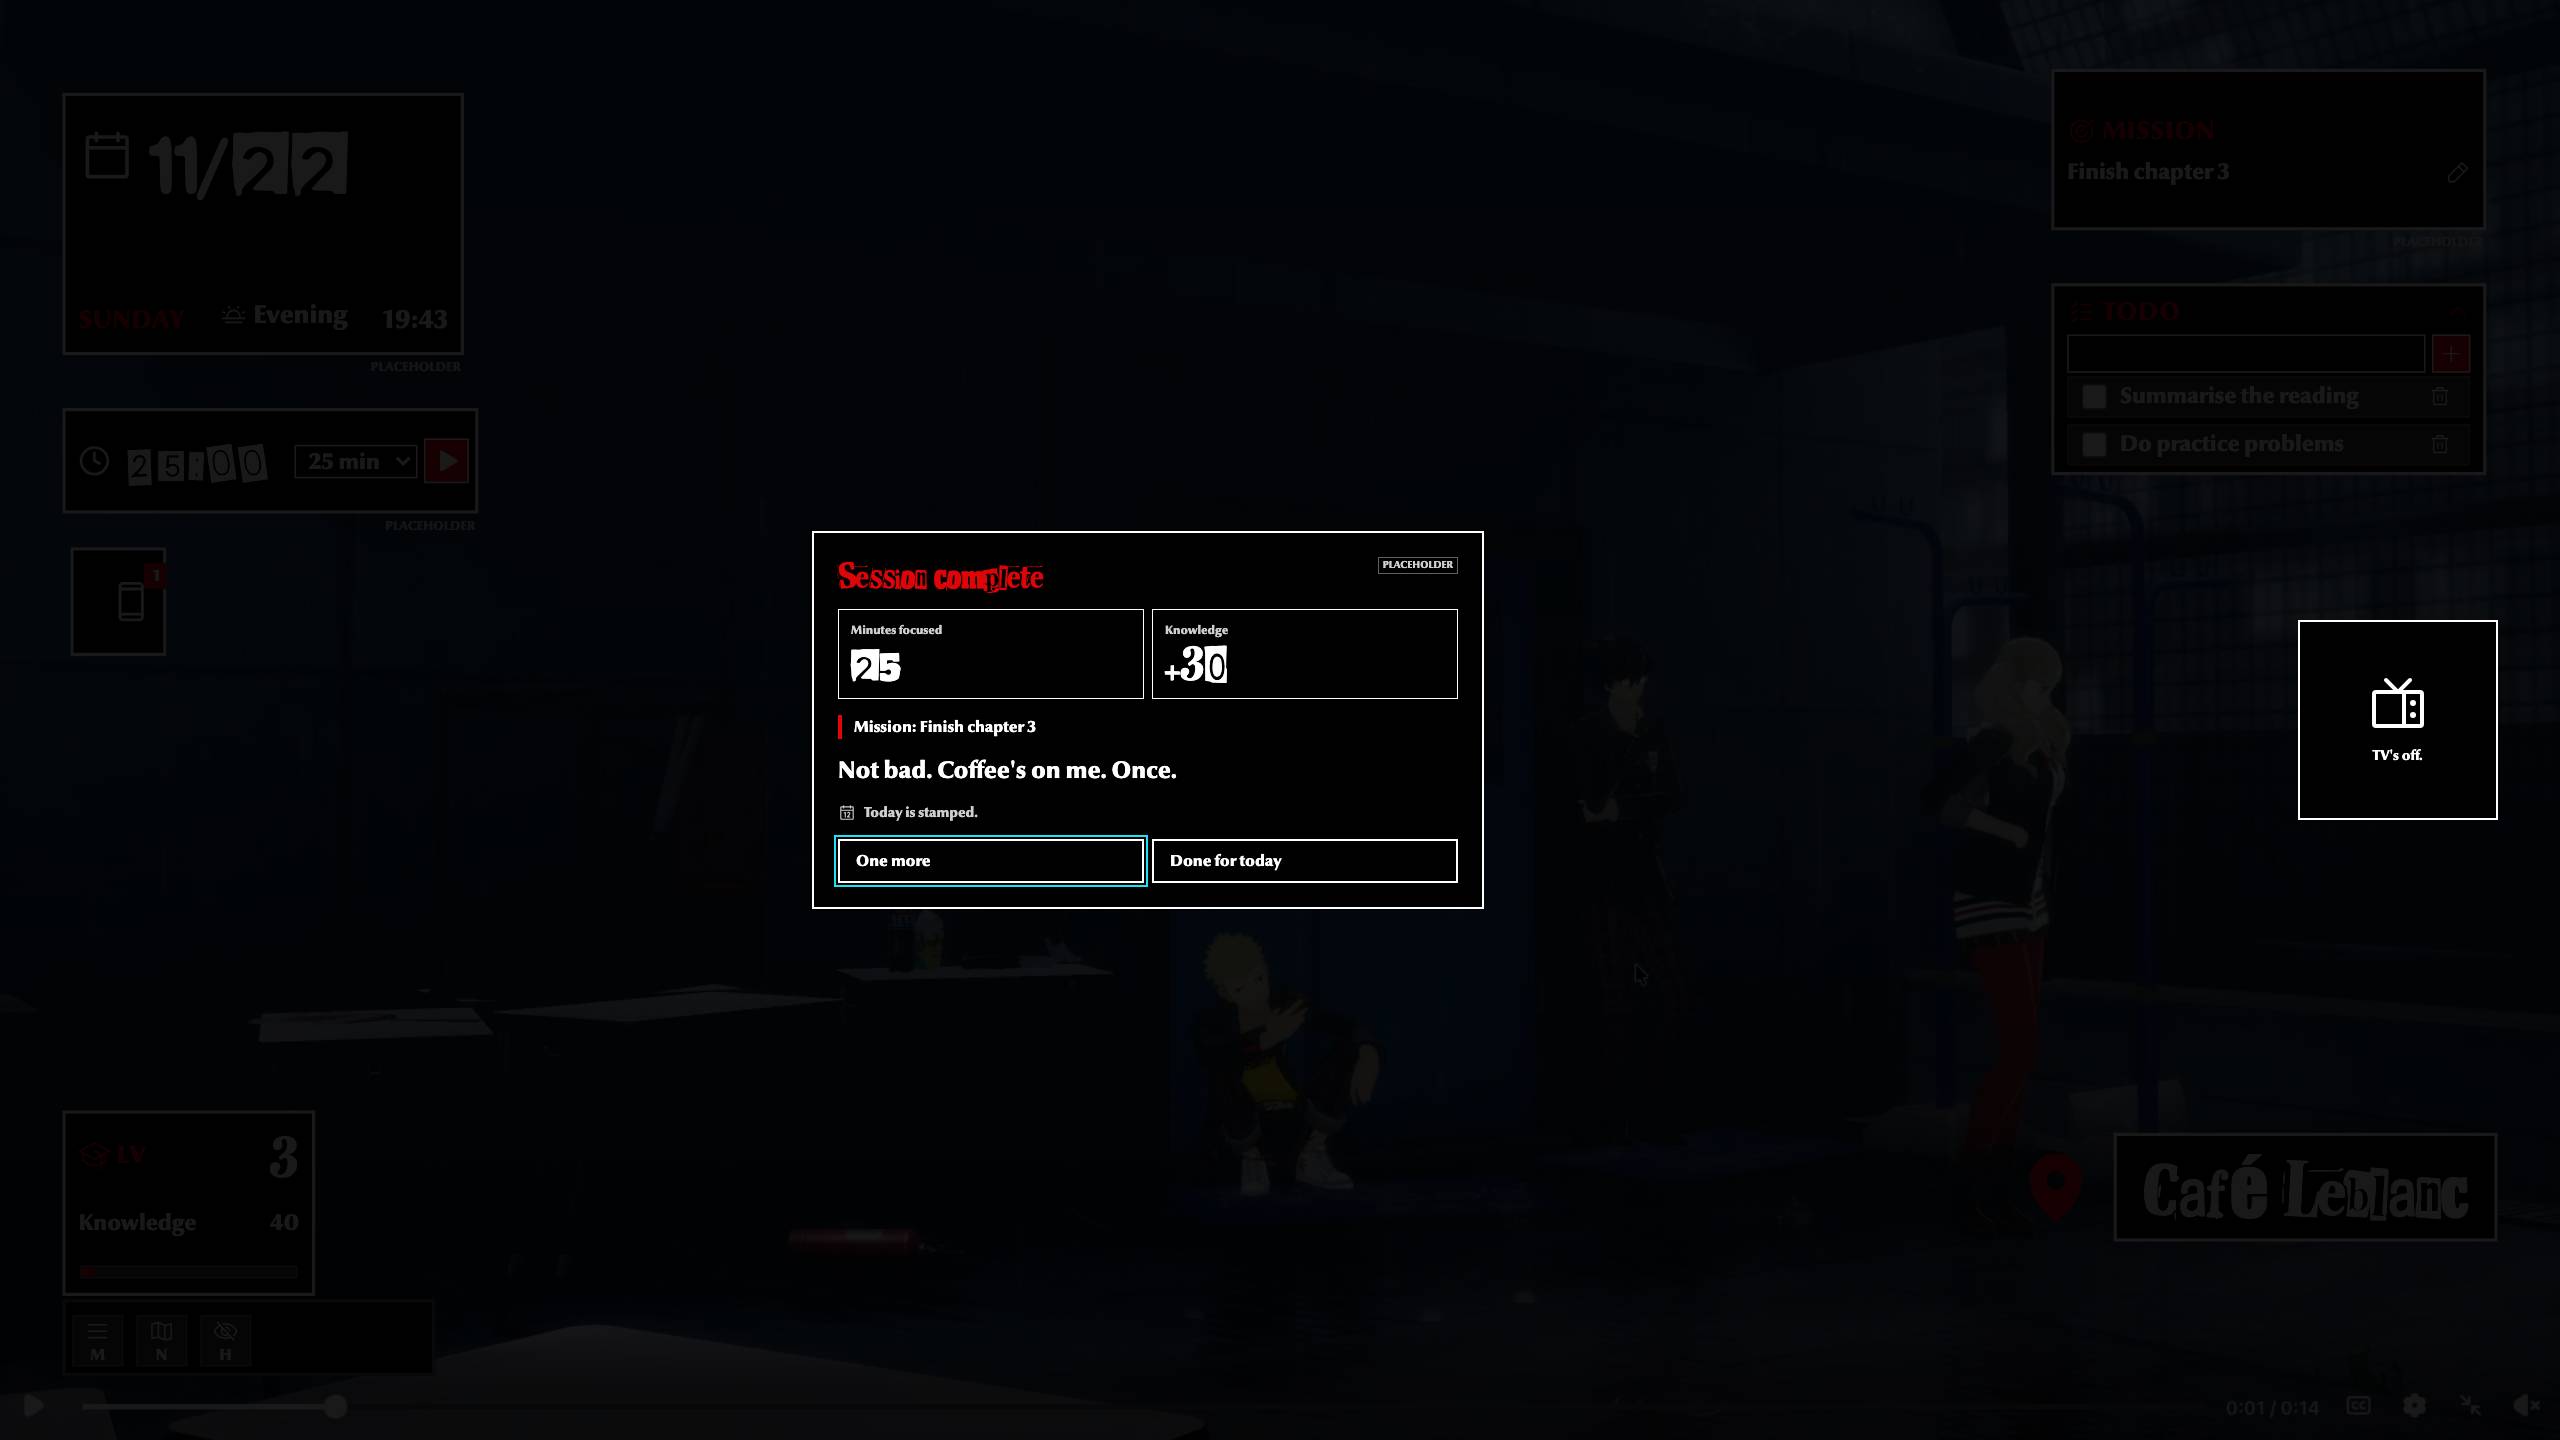 11/22
SUNDAY Evening 19:43
PLACEHOLDER
25:00 25 min
PLACEHOLDER
1
MISSION
Finish chapter 3
PLACEHOLDER
TODO
Summarise the reading
Do practice problems
Session complete
PLACEHOLDER
Minutes focused
25
Knowledge
+30
Mission: Finish chapter 3
Not bad. Coffee's on me. Once.
12 Today is stamped.
One more
Done for today
TV's off.
LV 3
Knowledge 40
M N H
Café Leblanc
0:01 / 0:14 CC